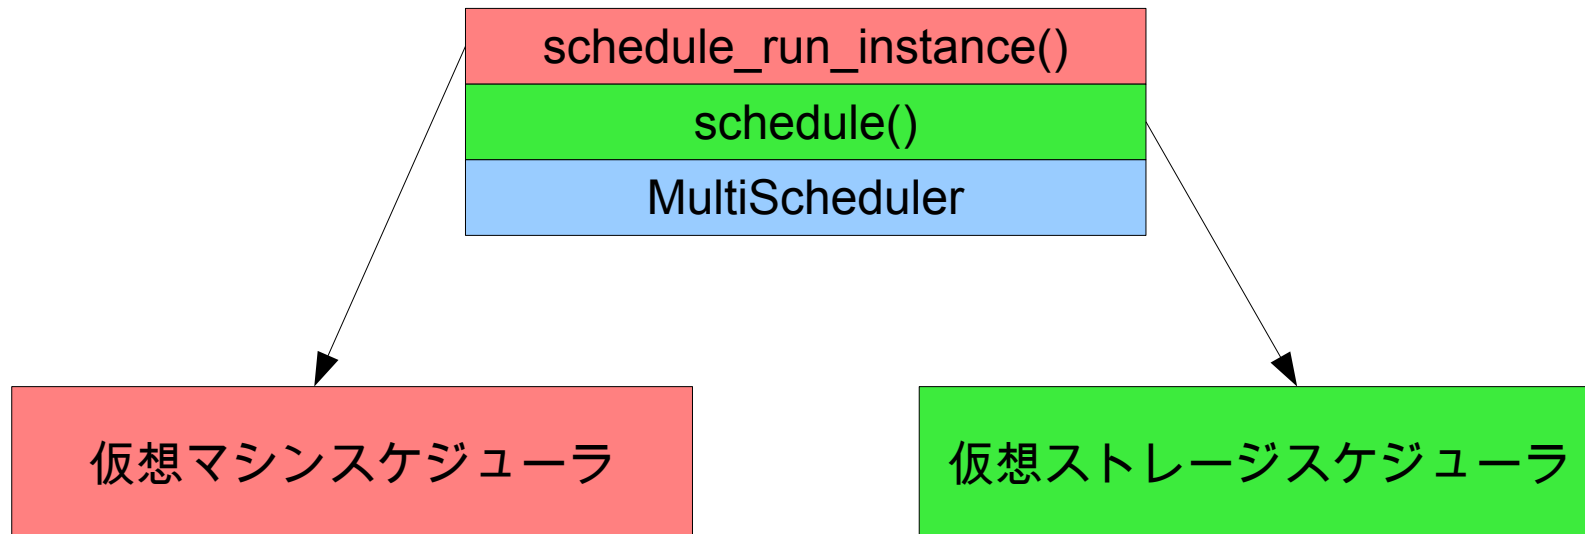 schedule_run_instance()
schedule()
MultiScheduler
仮想マシンスケジューラ
仮想ストレージスケジューラ